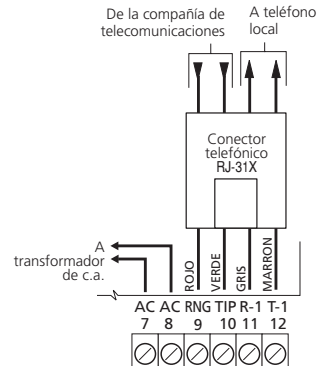 De la compañía de
telecomunicaciones
A teléfono
local
Conector
telefónico
RJ-31X
A
transformador
de c.a.
ROJO
VERDE
GRIS
MARRON
AC AC RNG TIP R-1 T-1
7 8 9 10 11 12